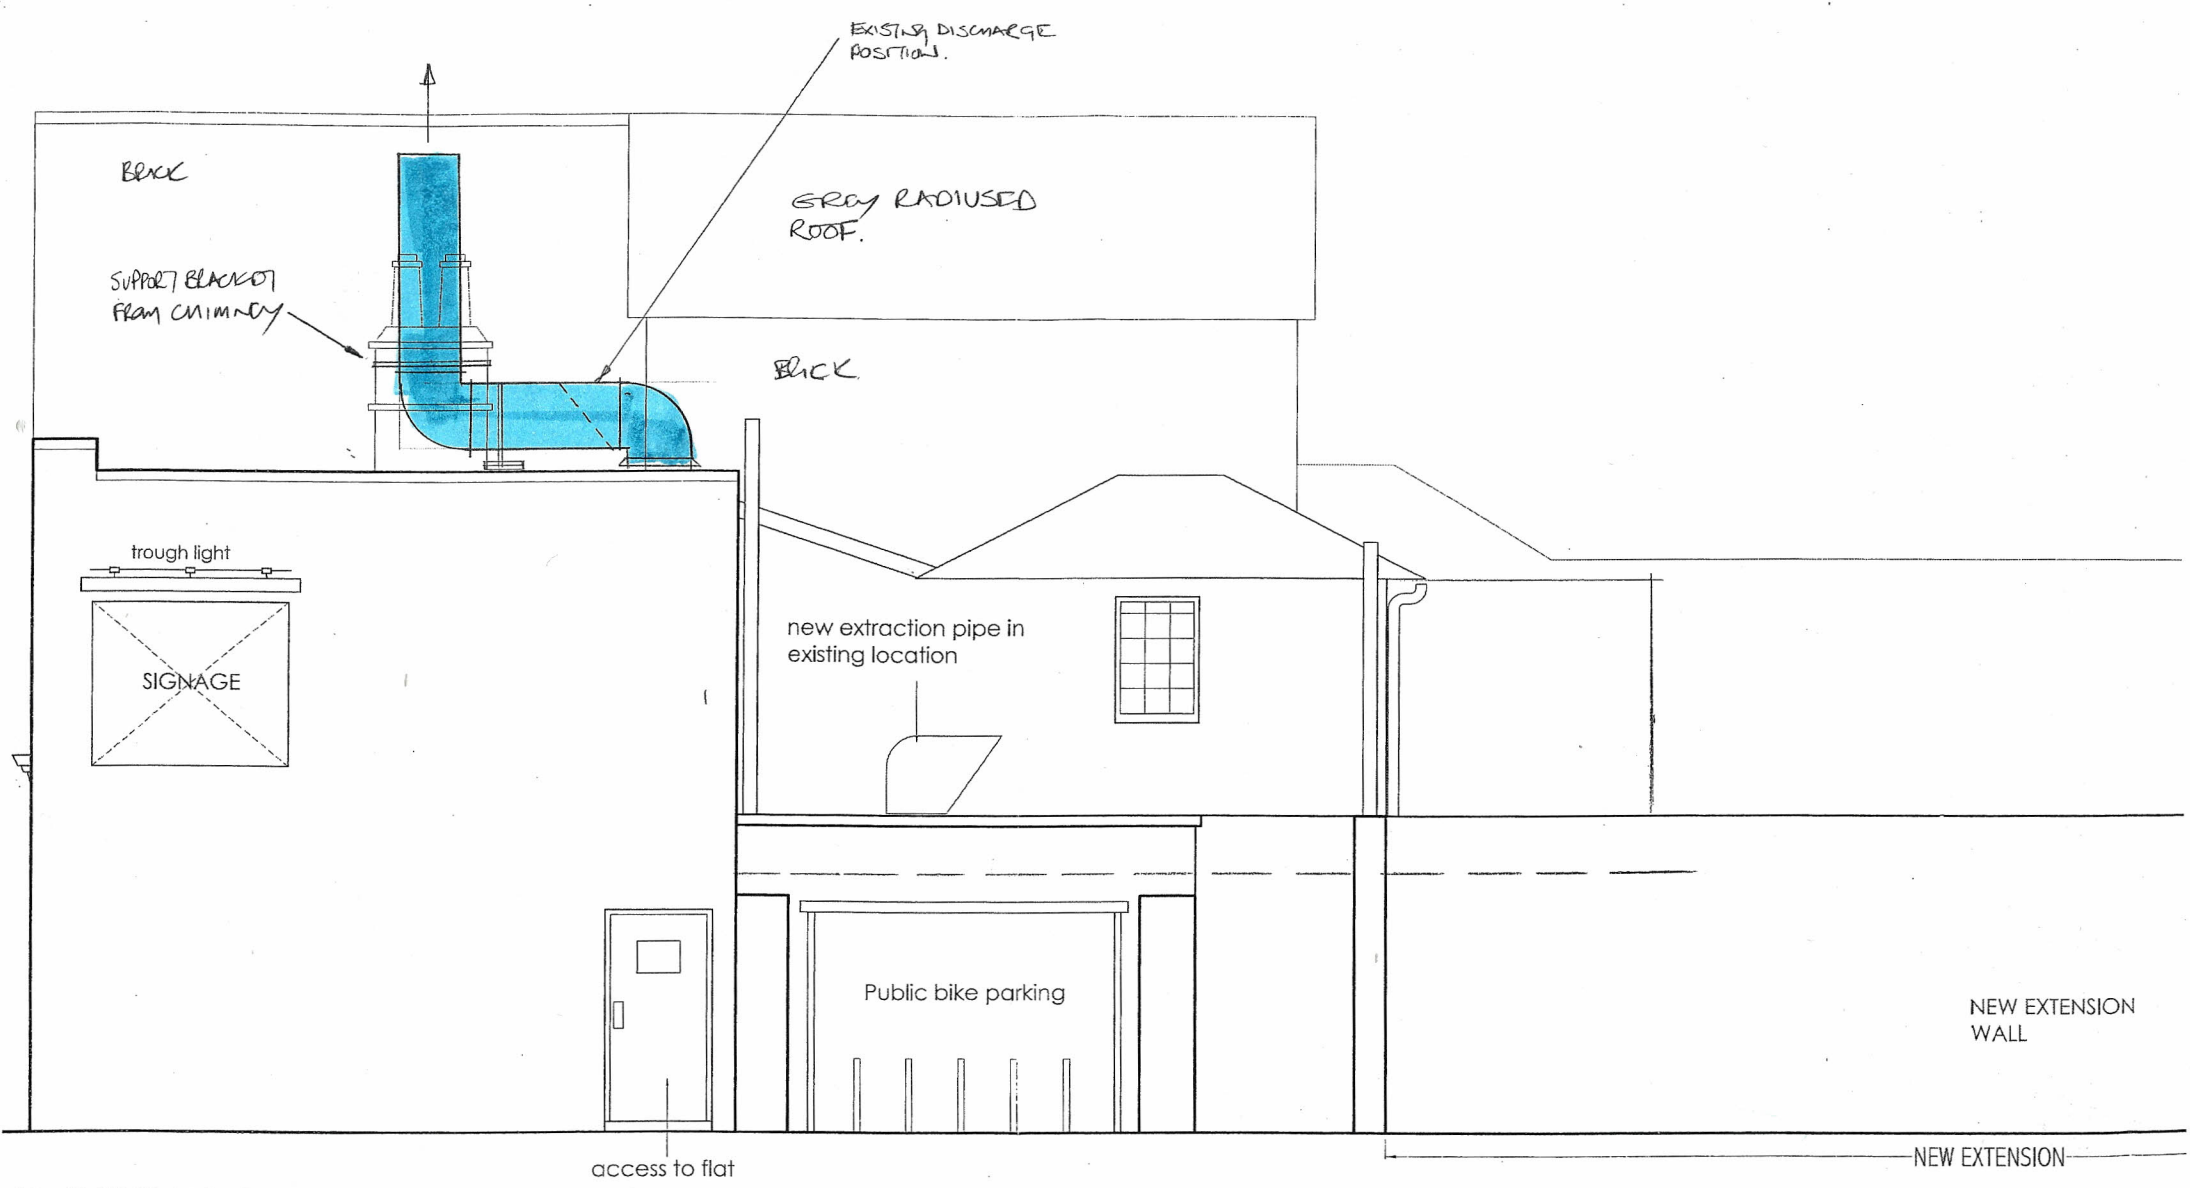 EXISTING DISCHARGE
POSITION.
BRICK
GREY RADIUSED
ROOF.
SUPPORT BRACKET
FROM CHIMNEY
BRICK
trough light
SIGNAGE
new extraction pipe in
existing location
Public bike parking
NEW EXTENSION
WALL
access to flat
NEW EXTENSION